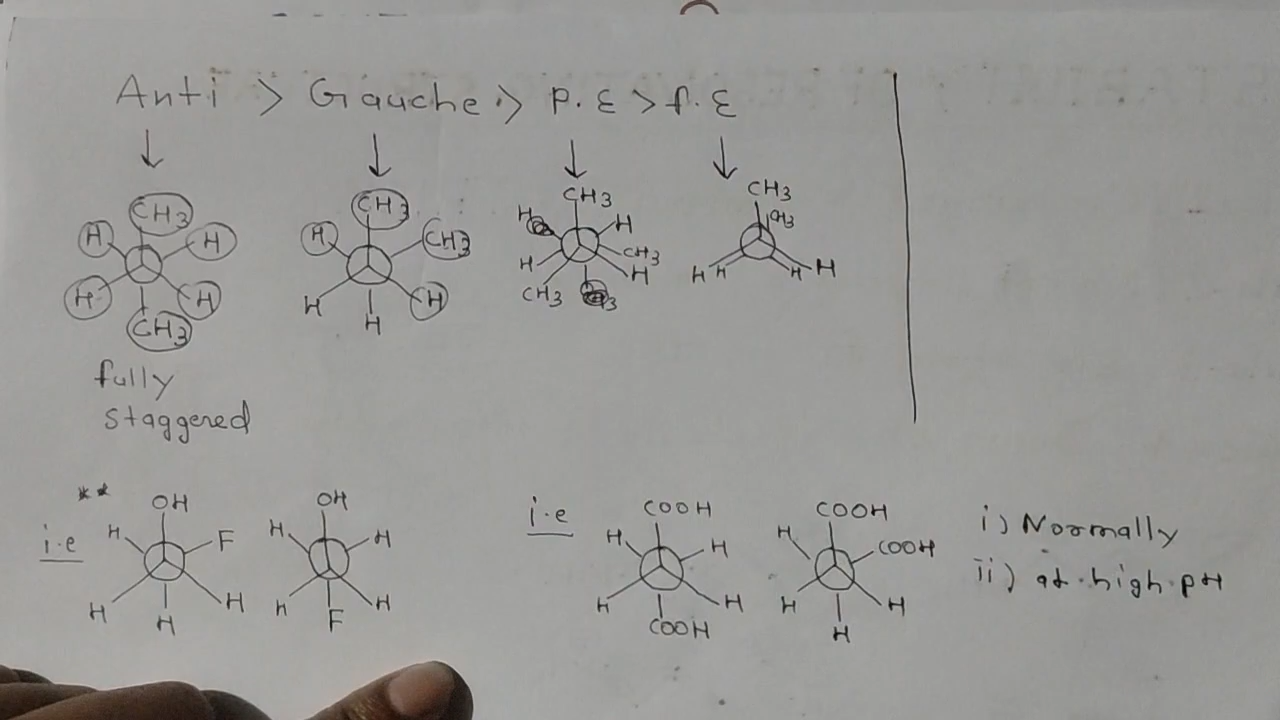 Anti > Gauche > P.E > f.E
CH3 H H H H CH3
CH3 H CH3 H H H
CH3 H H CH3 H H CH3
CH3 CH3 H H H H
fully
staggered
** i.e
OH H F H H H
OH H H H H F
i.e
COOH H H H H COOH
COOH H COOH H H H
i) Normally
ii) at high pH